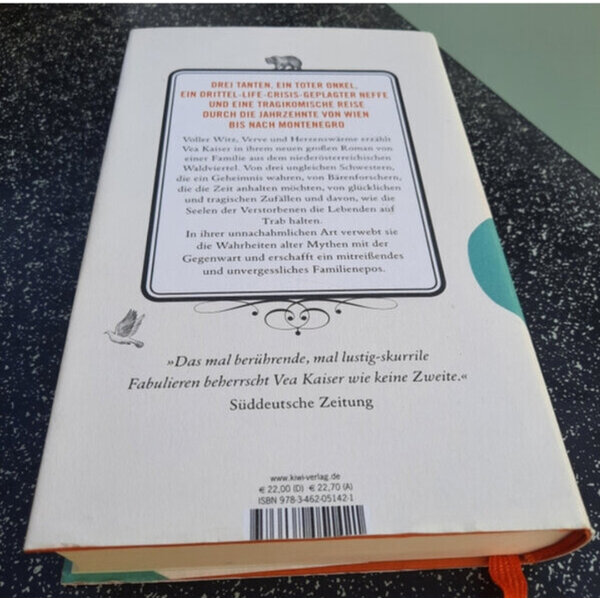 DREI TANTEN, EIN TOTER ONKEL,
EIN DRITTEL-LIFE-CRISIS-GEPLAGTER NEFFE
UND EINE TRAGIKOMISCHE REISE
DURCH DIE JAHRZEHNTE VON WIEN
BIS NACH MONTENEGRO
Voller Witz, Verve und Herzenswärme erzählt
Vea Kaiser in ihrem neuen großen Roman von
einer Familie aus dem niederösterreichischen
Waldviertel. Von drei ungleichen Schwestern,
die ein Geheimnis wahren, von Bärenforschern,
die die Zeit anhalten möchten, von glücklichen
und tragischen Zufällen und davon, wie die
Seelen der Verstorbenen die Lebenden auf
Trab halten.
In ihrer unnachahmlichen Art verwebt sie
die Wahrheiten alter Mythen mit der
Gegenwart und erschafft ein mitreißendes
und unvergessliches Familienepos.
»Das mal berührende, mal lustig-skurrile
Fabulieren beherrscht Vea Kaiser wie keine Zweite.«
Süddeutsche Zeitung
www.kiwi-verlag.de
€ 22,00 (D) · € 22,70 (A)
ISBN 978-3-462-05142-1